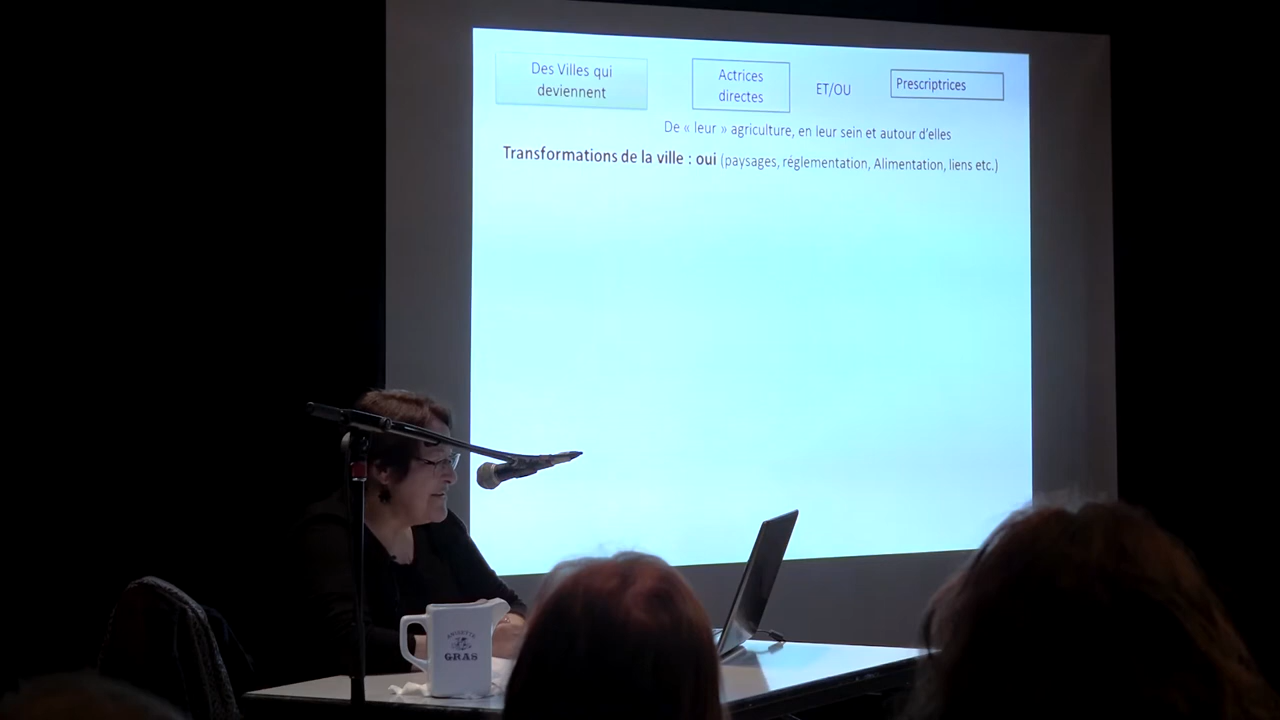 Des Villes qui
deviennent
Actrices
directes
ET/OU
Prescriptrices
De « leur » agriculture, en leur sein et autour d'elles
Transformations de la ville : oui (paysages, réglementation, Alimentation, liens etc.)
ANISETTE
GRAS